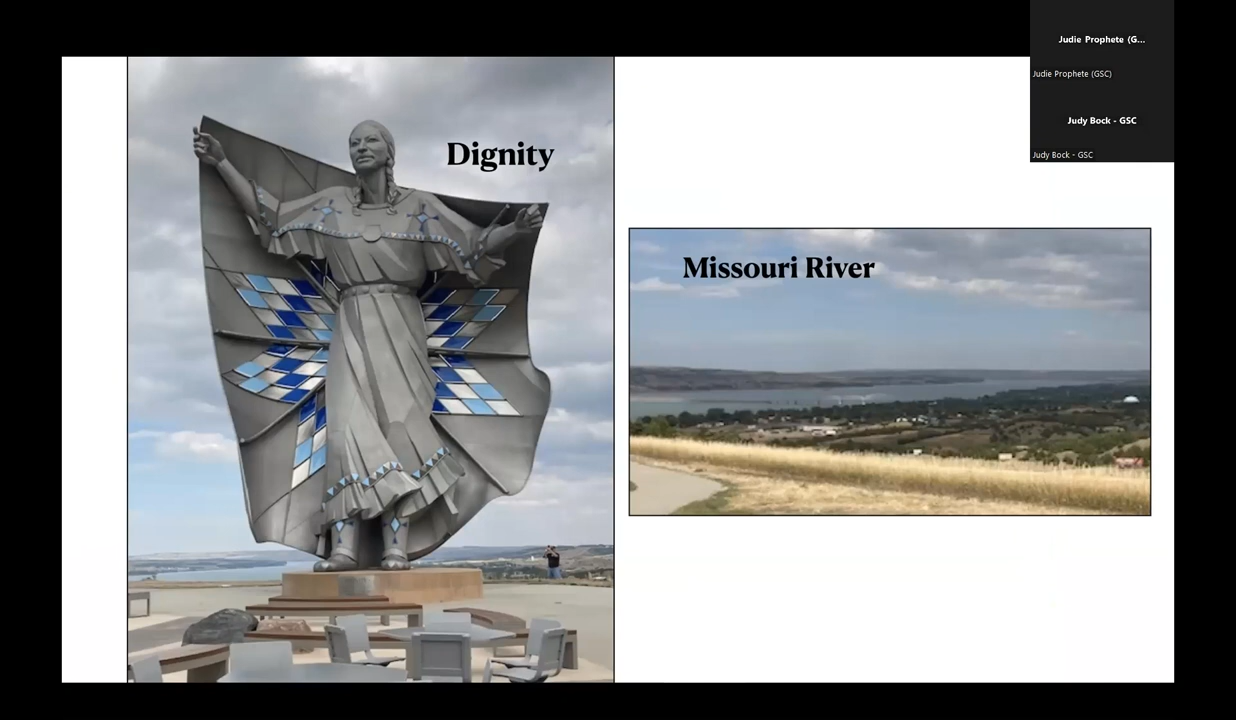 Dignity
Missouri River
Judie Prophete (G...
Judie Prophete (GSC)
Judy Bock - GSC
Judy Bock - GSC